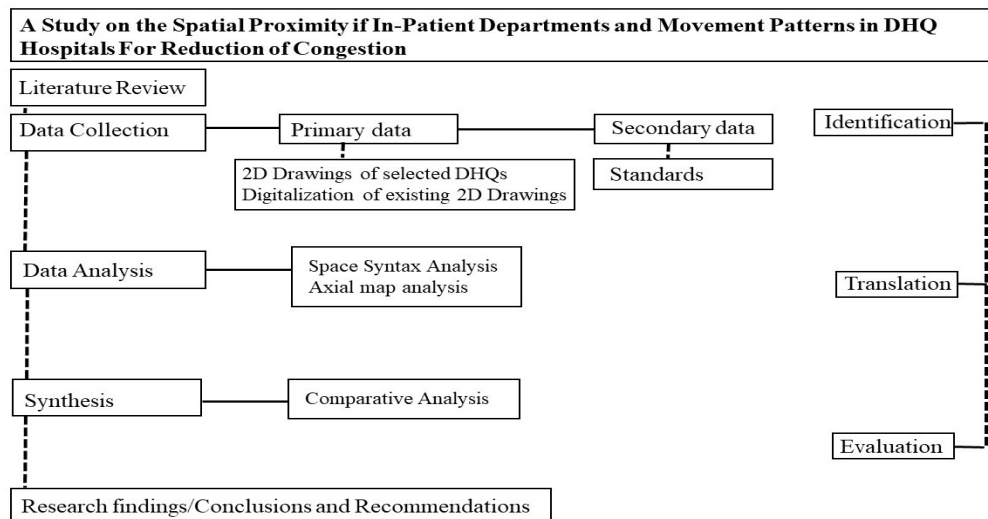 A Study on the Spatial Proximity if In-Patient Departments and Movement Patterns in DHQ
Hospitals For Reduction of Congestion
Literature Review
Data Collection
Primary data
Secondary data
Identification
2D Drawings of selected DHQs
Digitalization of existing 2D Drawings
Standards
Data Analysis
Space Syntax Analysis
Axial map analysis
Translation
Synthesis
Comparative Analysis
Evaluation
Research findings/Conclusions and Recommendations